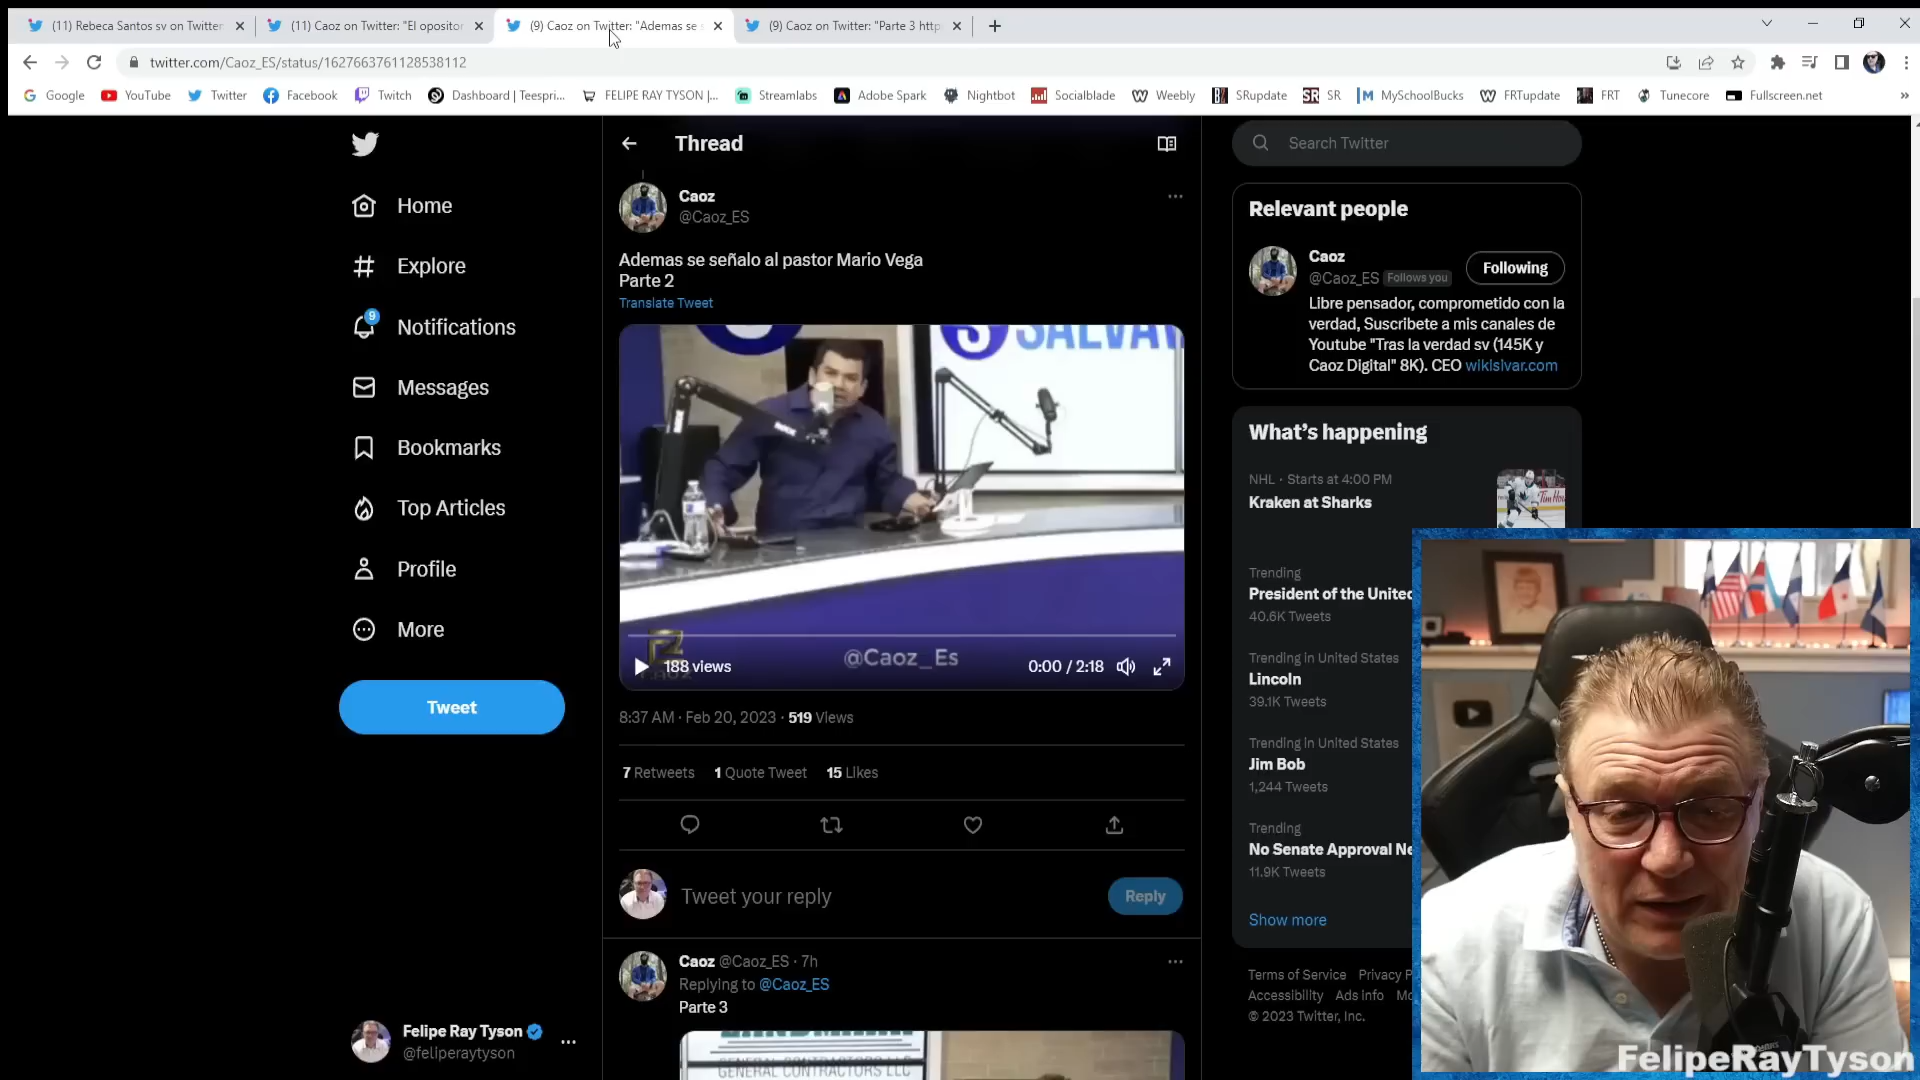 (11) Rebeca Santos sv on Twitter
(11) Caoz on Twitter: "El opositor
(9) Caoz on Twitter: "Ademas se s
(9) Caoz on Twitter: "Parte 3 http
twitter.com/Caoz_ES/status/1627663761128538112
Google
YouTube
Twitter
Facebook
Twitch
Dashboard | Teespri...
FELIPE RAY TYSON |...
Streamlabs
Adobe Spark
Nightbot
Socialblade
Weebly
SRupdate
SR
MySchoolBucks
FRTupdate
FRT
Tunecore
Fullscreen.net
Home
Explore
9
Notifications
Messages
Bookmarks
Top Articles
Profile
More
Tweet
Felipe Ray Tyson
@feliperaytyson
Thread
Caoz
@Caoz_ES
Ademas se señalo al pastor Mario Vega
Parte 2
Translate Tweet
188 views
@Caoz_Es
0:00 / 2:18
8:37 AM · Feb 20, 2023 · 519 Views
7 Retweets 1 Quote Tweet 15 Likes
Tweet your reply
Reply
Caoz @Caoz_ES · 7h
Replying to @Caoz_ES
Parte 3
GENERAL CONTRACTORS LLC
Search Twitter
Relevant people
Caoz
@Caoz_ES Follows you
Following
Libre pensador, comprometido con la
verdad, Suscribete a mis canales de
Youtube "Tras la verdad sv (145K y
Caoz Digital" 8K). CEO wikisivar.com
What's happening
NHL · Starts at 4:00 PM
Kraken at Sharks
Trending
President of the United
40.6K Tweets
Trending in United States
Lincoln
39.1K Tweets
Trending in United States
Jim Bob
1,244 Tweets
Trending
No Senate Approval Ne
11.9K Tweets
Show more
Terms of Service Privacy P
Accessibility Ads info Mo
© 2023 Twitter, Inc.
FelipeRayTyson